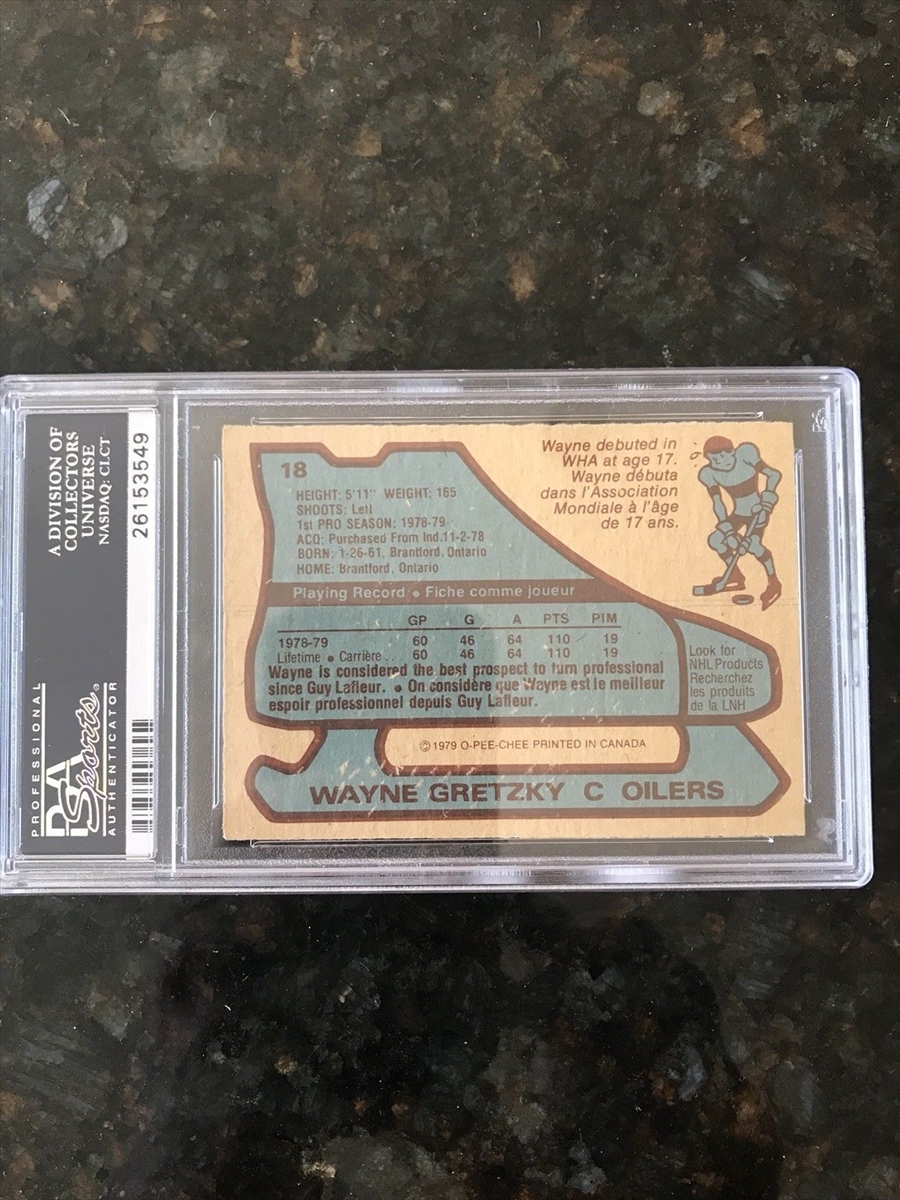 A DIVISION OF
COLLECTORS
UNIVERSE
NASDAQ: CLCT
26153549
PROFESSIONAL
PSA
Sports®
AUTHENTICATOR
18
HEIGHT: 5'11" WEIGHT: 165
SHOOTS: Left
1st PRO SEASON: 1978-79
ACQ: Purchased From Ind.11-2-78
BORN: 1-26-61, Brantford, Ontario
HOME: Brantford, Ontario
Wayne debuted in
WHA at age 17.
Wayne débuta
dans l'Association
Mondiale à l'âge
de 17 ans.
Playing Record • Fiche comme joueur
GP G A PTS PIM
1978-79 60 46 64 110 19
Lifetime • Carrière... 60 46 64 110 19
Wayne is considered the best prospect to turn professional
since Guy Lafleur. • On considère que Wayne est le meilleur
espoir professionnel depuis Guy Lafleur.
Look for
NHL Products
Recherchez
les produits
de la LNH
© 1979 O-PEE-CHEE PRINTED IN CANADA
WAYNE GRETZKY C OILERS